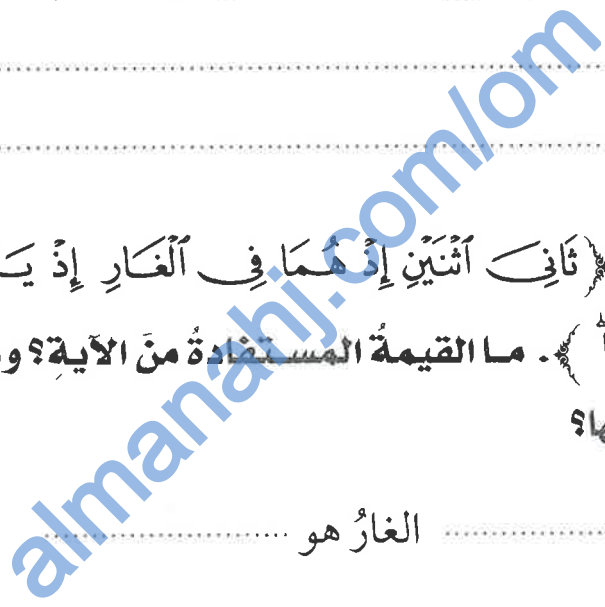 ﴿ثَانِيَ ٱثْنَيْنِ إِذْ هُمَا فِي ٱلْغَارِ إِذْ
﴾. ما القيمةُ المستفادةُ منَ الآيةِ؟
الغارُ هو
almanahj.com/om